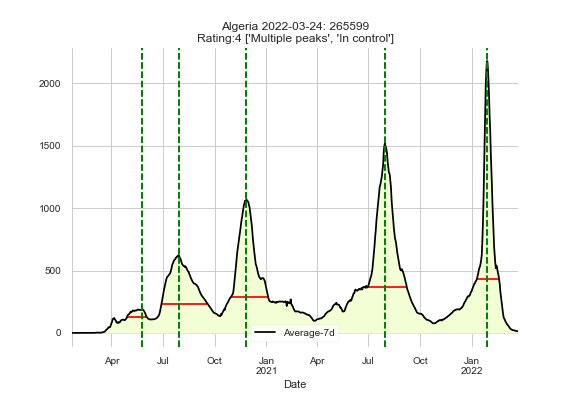 Algeria 2022-03-24: 265599
Rating:4 ['Multiple peaks', 'In control']
2000
1500
1000
500
0
Average-7d
Apr Jul Oct Jan Apr Jul Oct Jan
2021 2022
Date